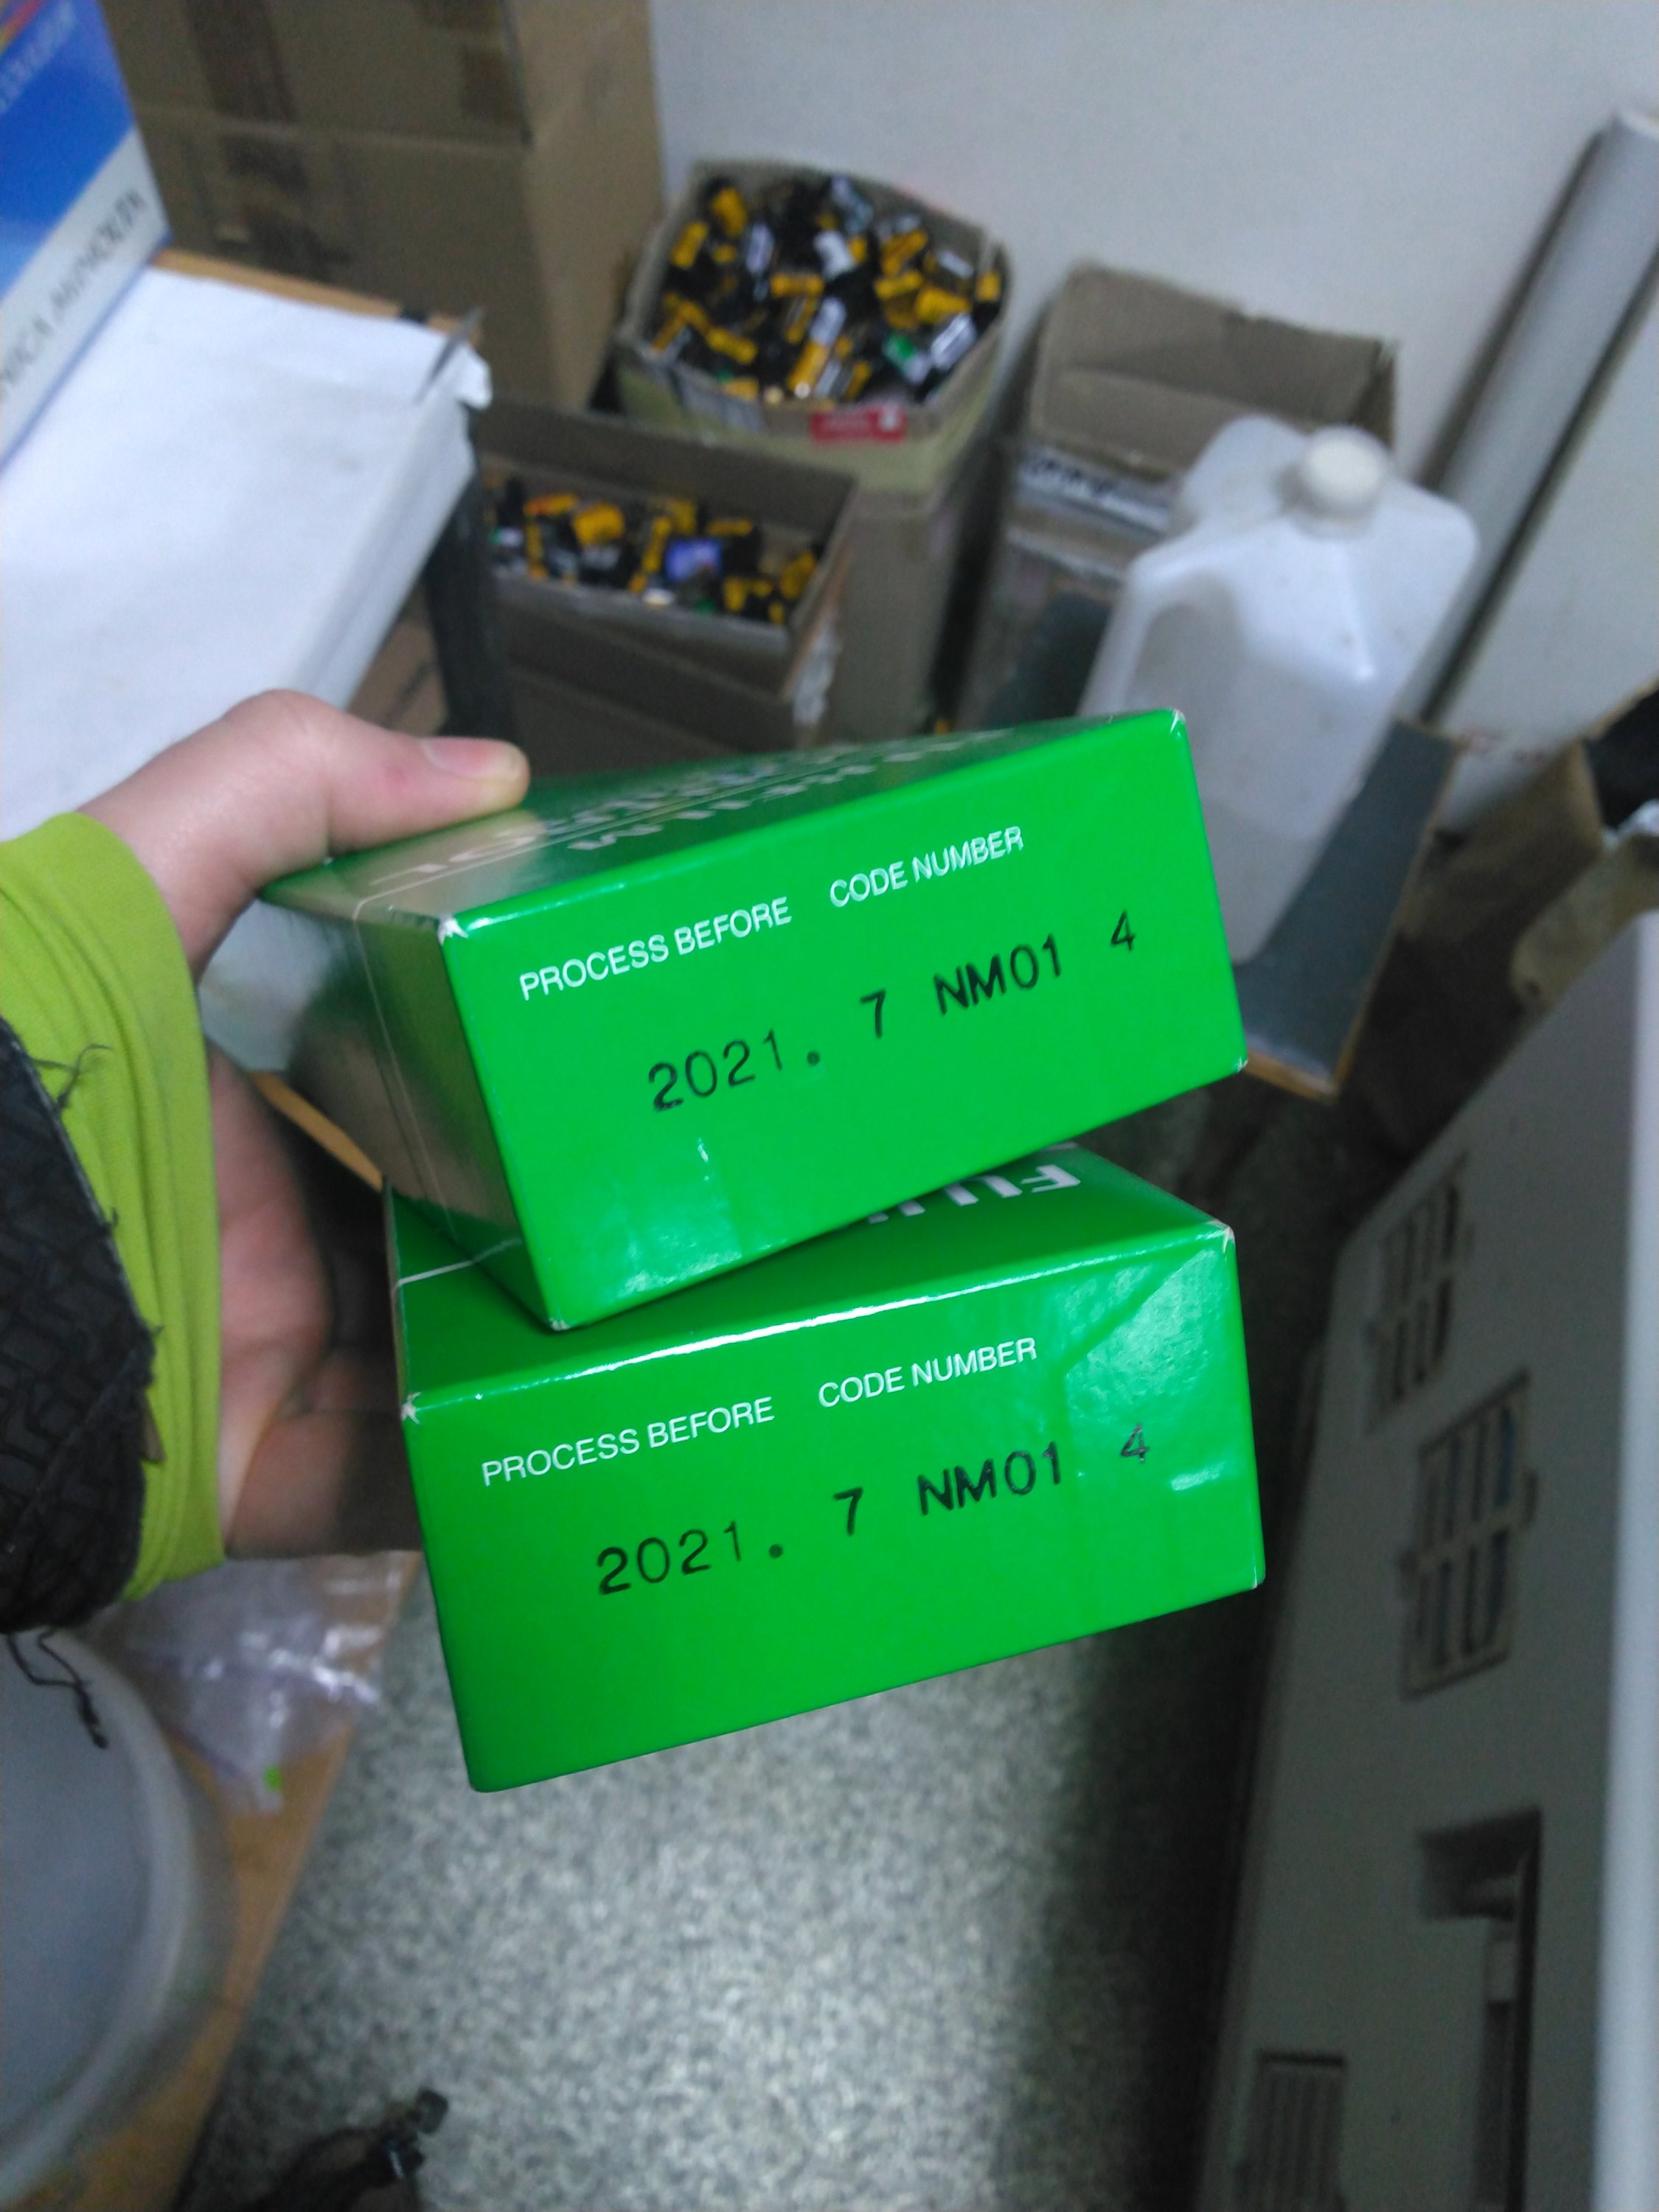 PROCESS BEFORE CODE NUMBER
2021. 7 NM01 4
PROCESS BEFORE CODE NUMBER
2021. 7 NM01 4